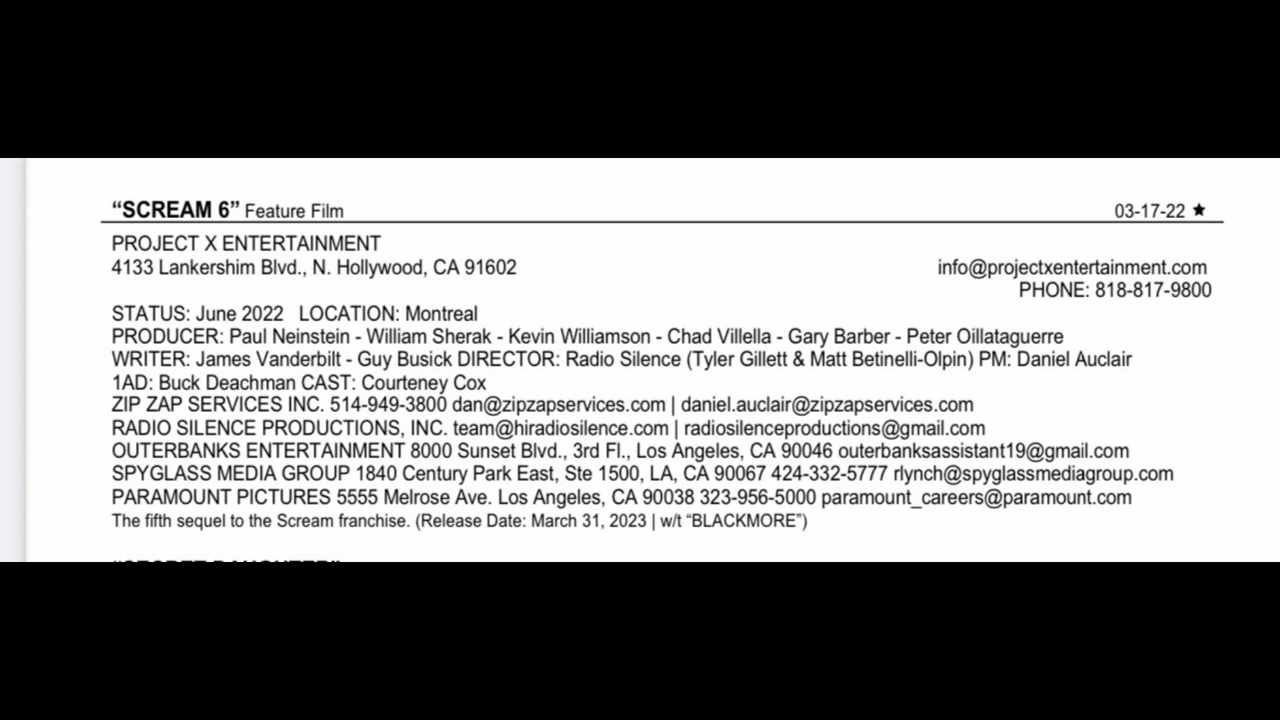 “SCREAM 6” Feature Film 03-17-22 ★
PROJECT X ENTERTAINMENT
4133 Lankershim Blvd., N. Hollywood, CA 91602 info@projectxentertainment.com
PHONE: 818-817-9800
STATUS: June 2022 LOCATION: Montreal
PRODUCER: Paul Neinstein - William Sherak - Kevin Williamson - Chad Villella - Gary Barber - Peter Oillataguerre
WRITER: James Vanderbilt - Guy Busick DIRECTOR: Radio Silence (Tyler Gillett & Matt Betinelli-Olpin) PM: Daniel Auclair
1AD: Buck Deachman CAST: Courteney Cox
ZIP ZAP SERVICES INC. 514-949-3800 dan@zipzapservices.com | daniel.auclair@zipzapservices.com
RADIO SILENCE PRODUCTIONS, INC. team@hiradiosilence.com | radiosilenceproductions@gmail.com
OUTERBANKS ENTERTAINMENT 8000 Sunset Blvd., 3rd Fl., Los Angeles, CA 90046 outerbanksassistant19@gmail.com
SPYGLASS MEDIA GROUP 1840 Century Park East, Ste 1500, LA, CA 90067 424-332-5777 rlynch@spyglassmediagroup.com
PARAMOUNT PICTURES 5555 Melrose Ave. Los Angeles, CA 90038 323-956-5000 paramount_careers@paramount.com
The fifth sequel to the Scream franchise. (Release Date: March 31, 2023 | w/t “BLACKMORE”)